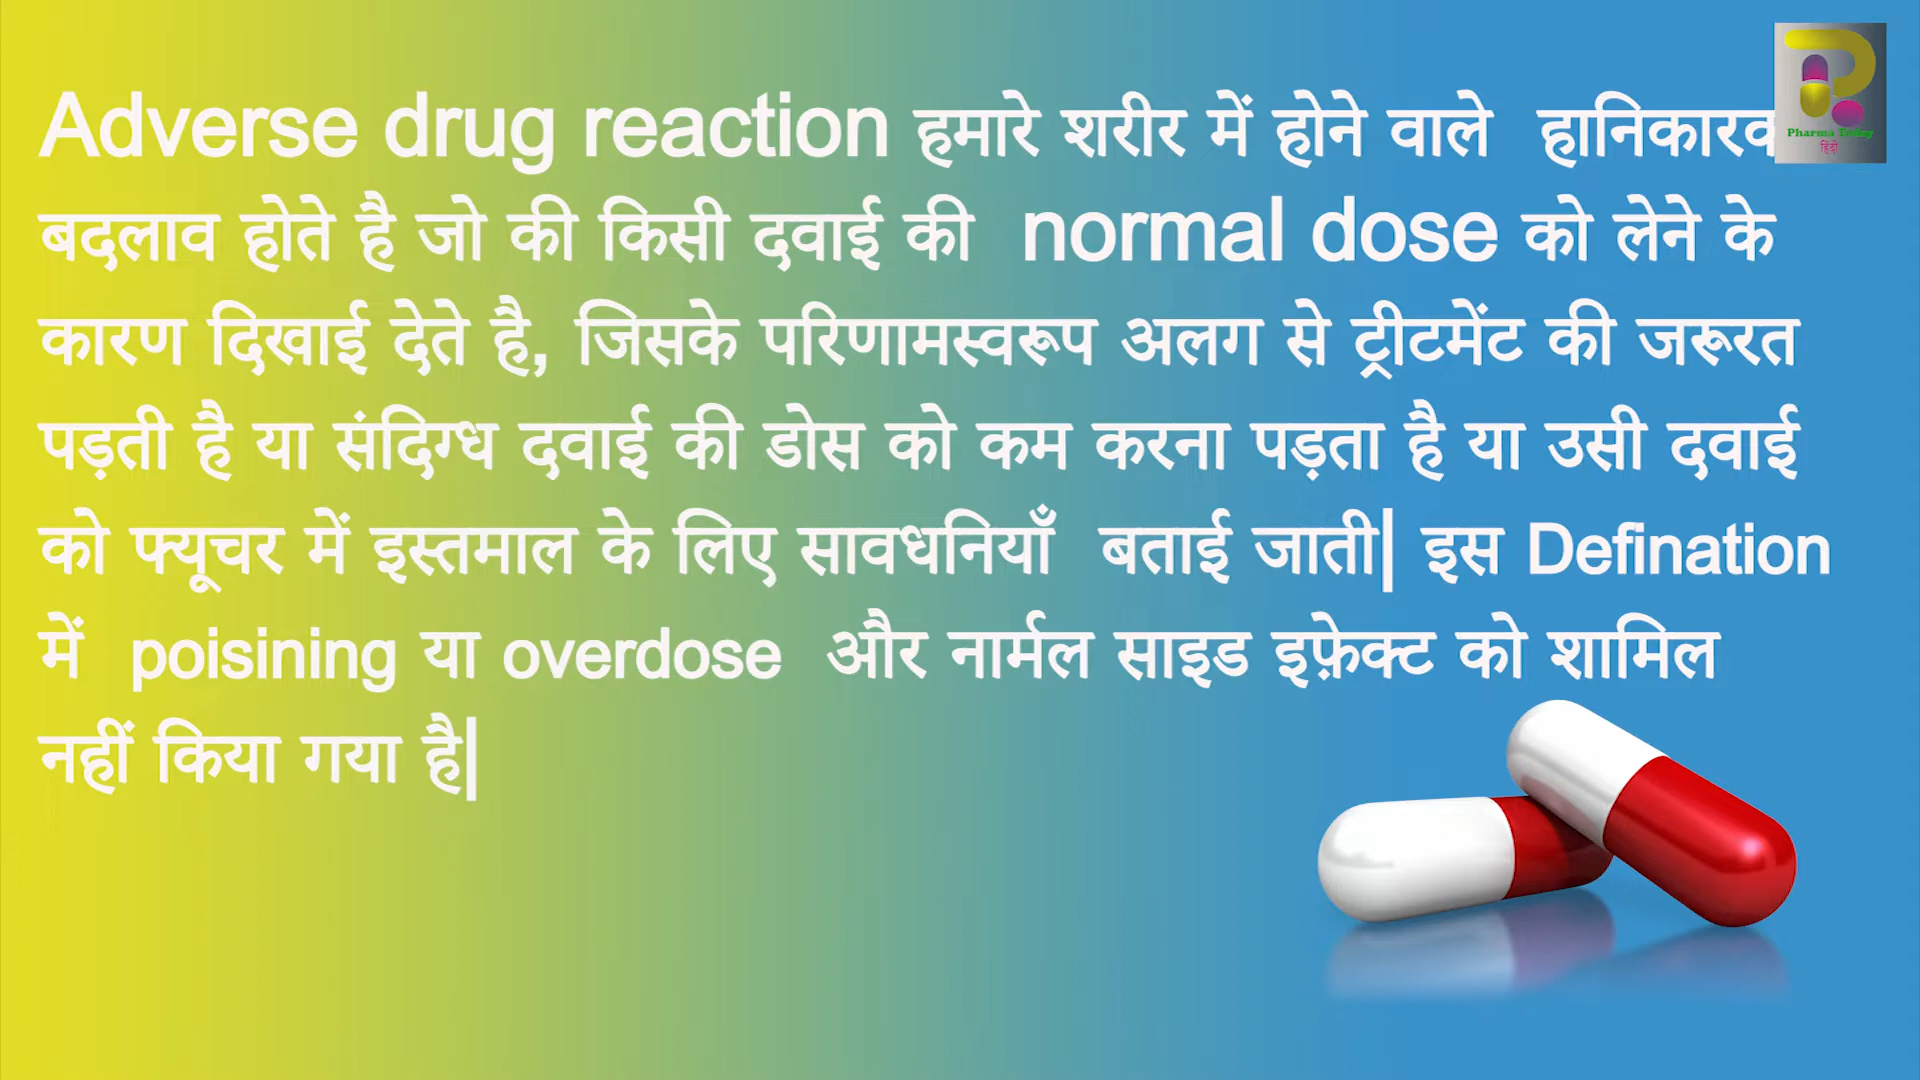 Adverse drug reaction हमारे शरीर में होने वाले हानिकारक
बदलाव होते है जो की किसी दवाई की normal dose को लेने के
कारण दिखाई देते है, जिसके परिणामस्वरूप अलग से ट्रीटमेंट की जरूरत
पड़ती है या संदिग्ध दवाई की डोस को कम करना पड़ता है या उसी दवाई
को फ्यूचर में इस्तमाल के लिए सावधनियाँ बताई जाती| इस Defination
में poisining या overdose और नार्मल साइड इफ़ेक्ट को शामिल
नहीं किया गया है|
Pharma Today
हिंदी